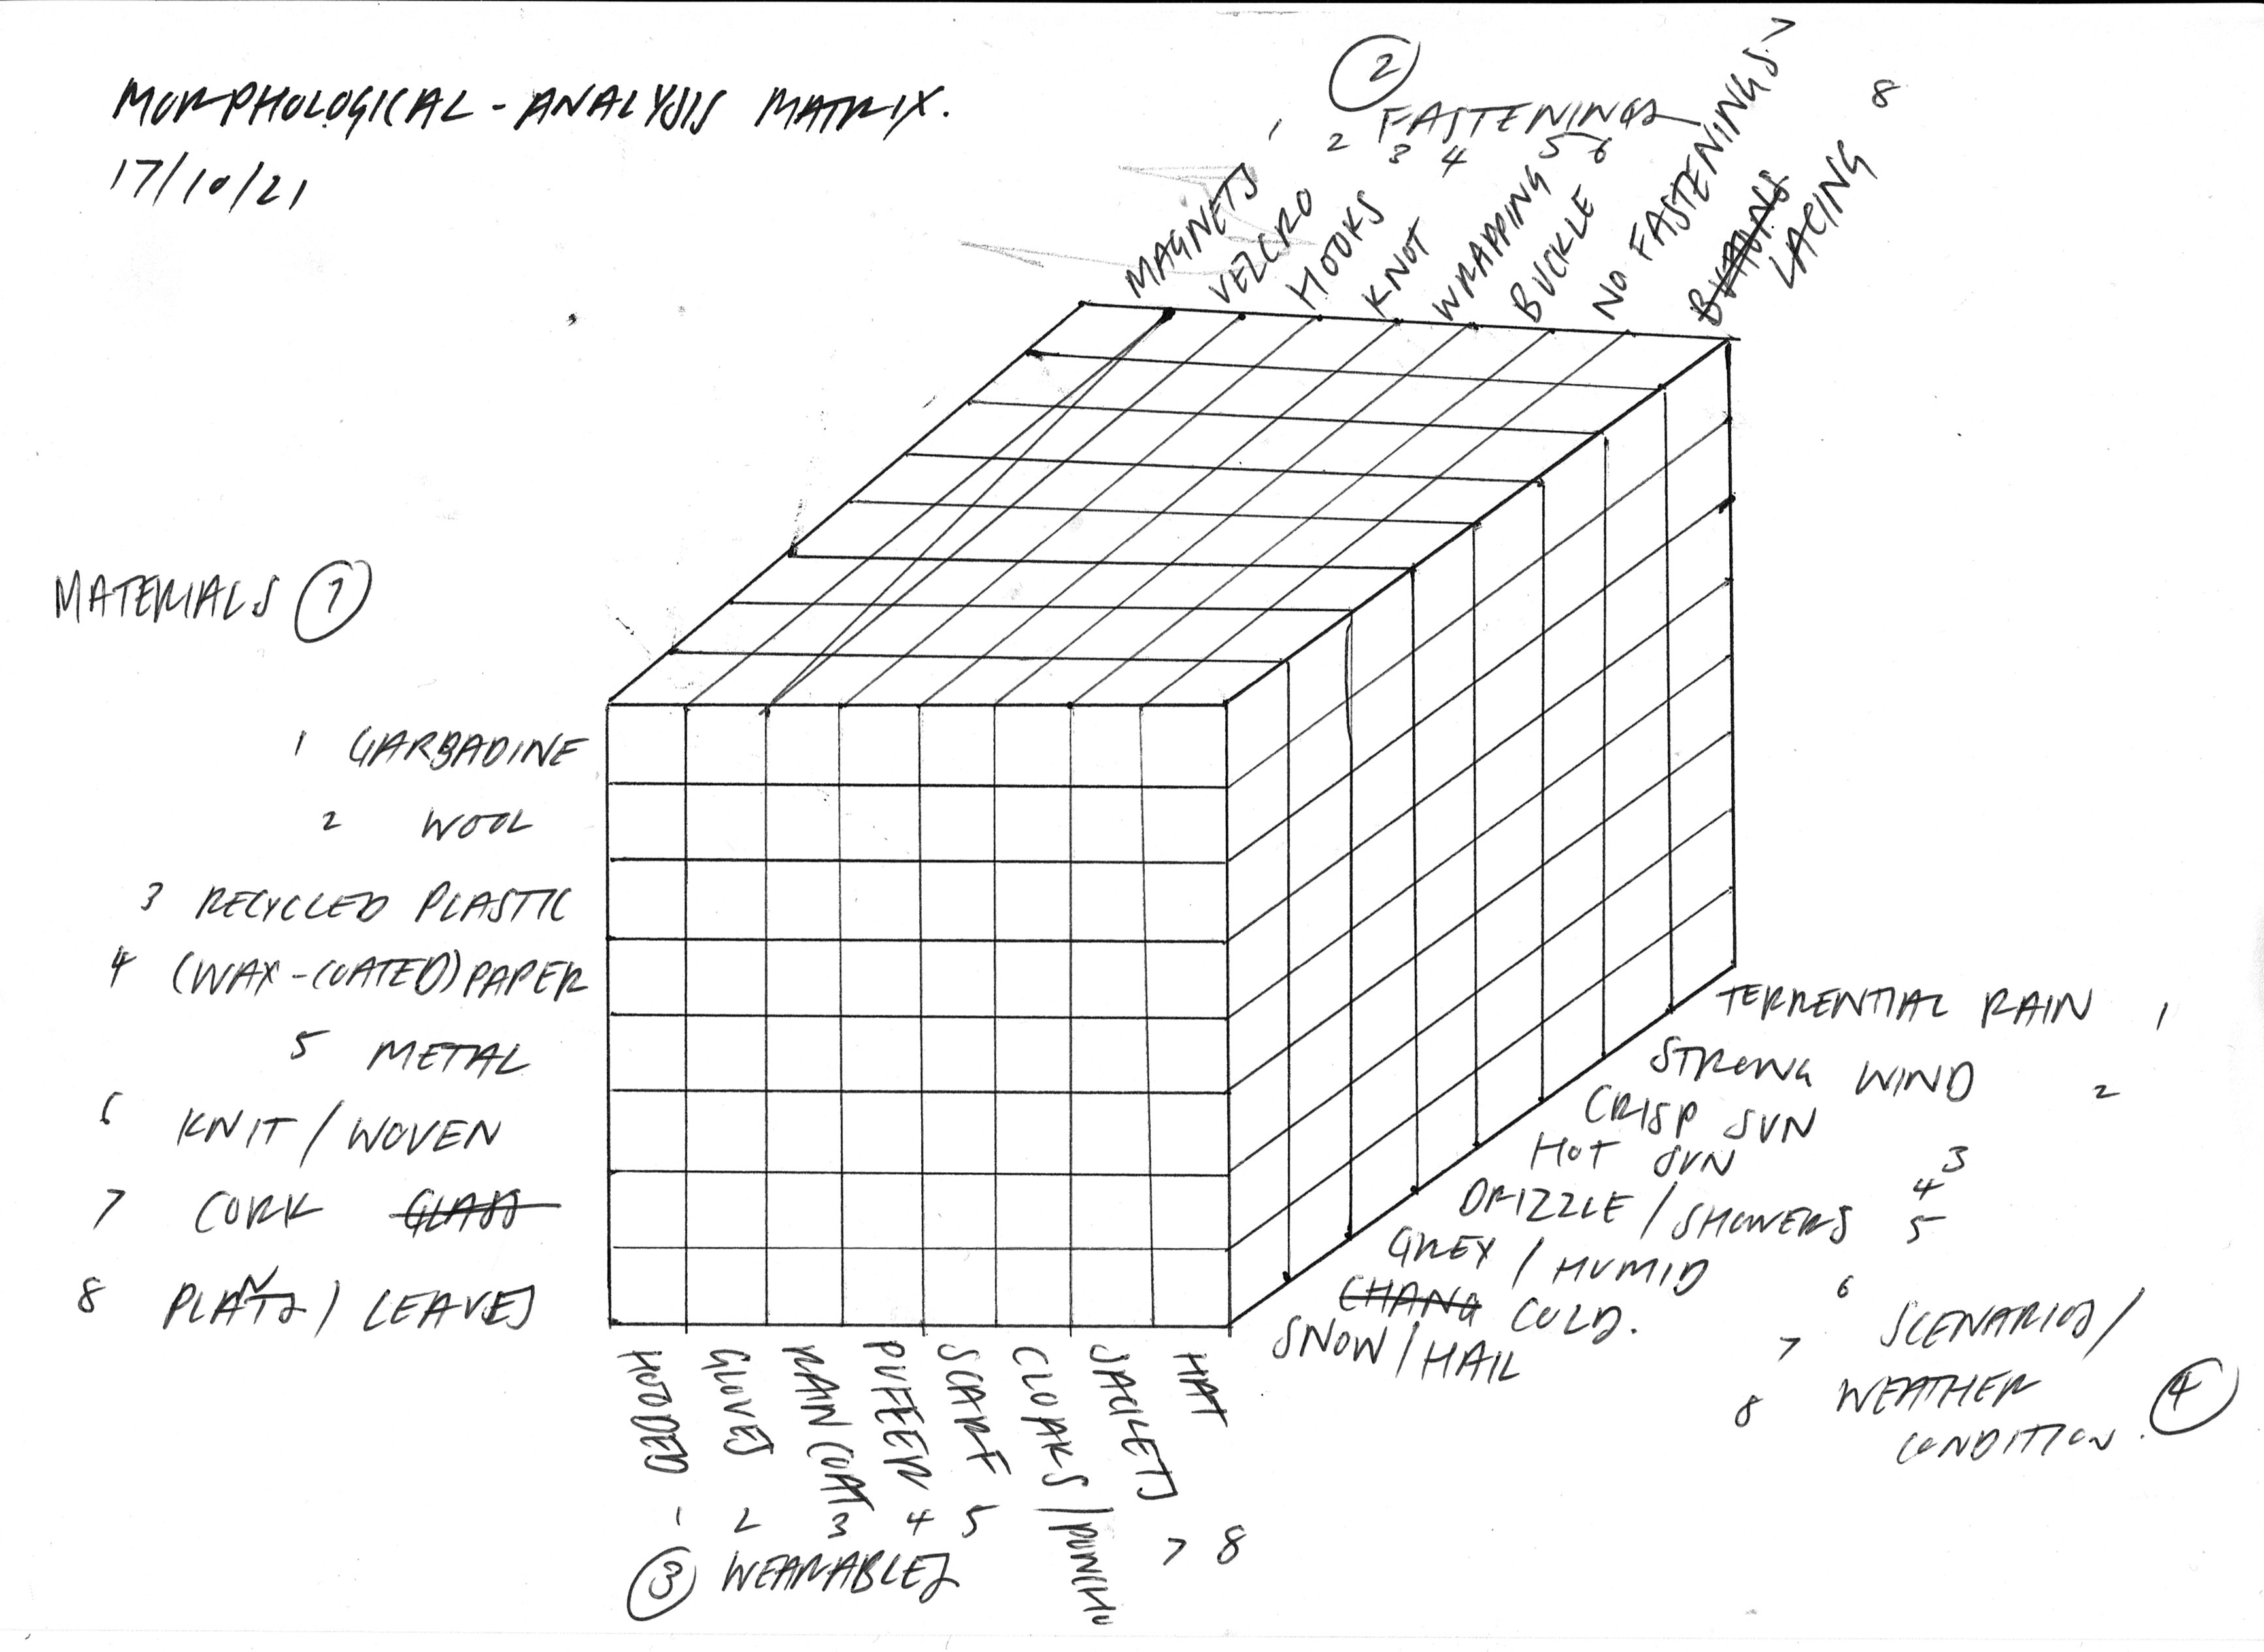 MORPHOLOGICAL-ANALYSIS MATRIX.
17/10/21
2
FASTENINGS
1 2 3 4 5 6 7 8
MAGNETS
VELCRO
HOOKS
KNOT
WRAPPING
BUCKLE
NO FASTENINGS
BUTTONS
LACING
MATERIALS 1
1 GARBADINE
2 WOOL
3 RECYCLED PLASTIC
4 (WAX-COATED) PAPER
5 METAL
6 KNIT / WOVEN
7 CORK GLASS
8 PLANTS / LEAVES
TERRENTIAL RAIN 1
STRONG WIND 2
CRISP SUN 3
HOT SUN 4
DRIZZLE / SHOWERS 5
GREY / HUMID 6
CHANG COLD. 7
SNOW / HAIL 8
SCENARIOS /
WEATHER
CONDITION. 4
HOODED
GLOVES
RAIN COAT
PUFFER
SCARF
CLOAKS / PONCHO
JACKETS
HAT
1 2 3 4 5 7 8
3 WEARABLES